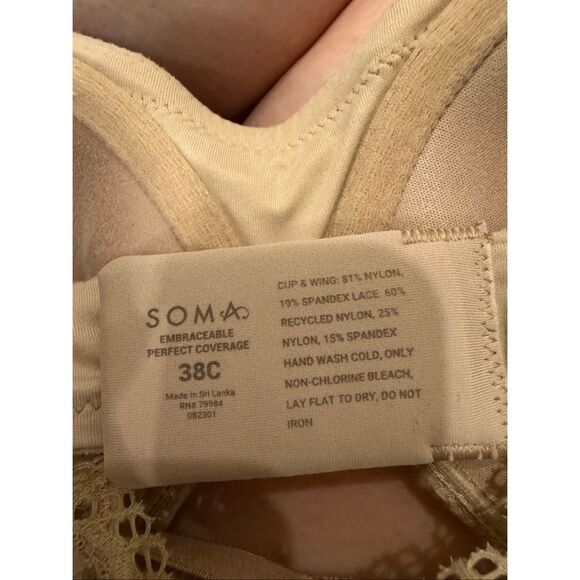 SOMA
EMBRACEABLE
PERFECT COVERAGE
38C
Made in Sri Lanka
RN# 79984
082301
CUP & WING: 81% NYLON,
19% SPANDEX LACE: 60%
RECYCLED NYLON, 25%
NYLON, 15% SPANDEX
HAND WASH COLD, ONLY
NON-CHLORINE BLEACH,
LAY FLAT TO DRY, DO NOT
IRON